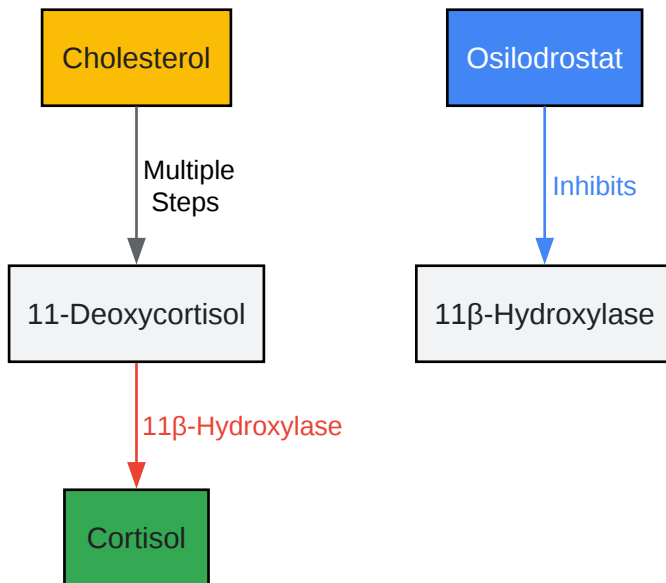 Cholesterol
Osilodrostat
Multiple
Steps
Inhibits
11-Deoxycortisol
11β-Hydroxylase
11β-Hydroxylase
Cortisol